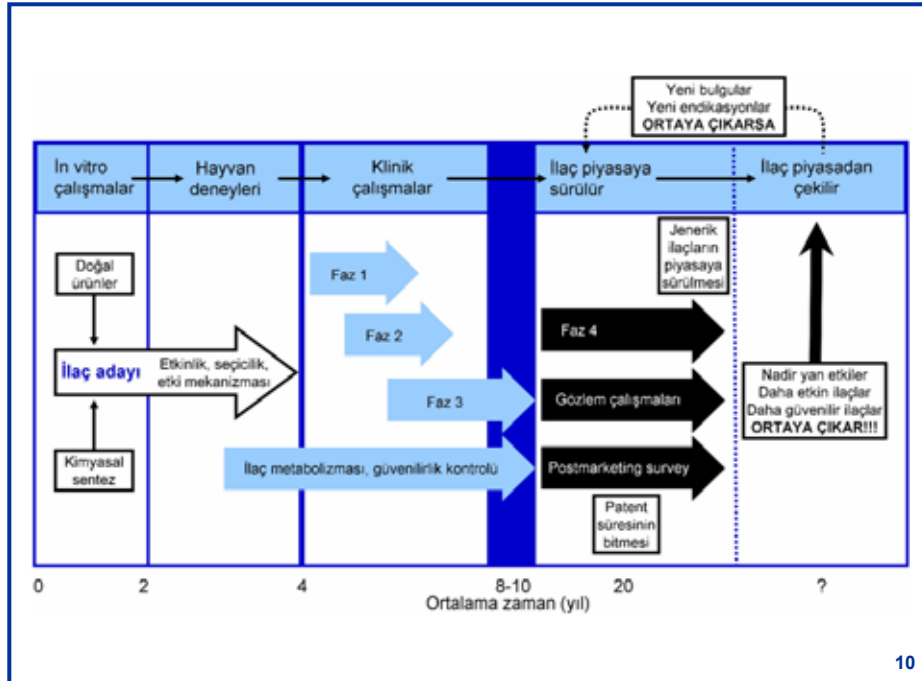 Yeni bulgular
Yeni endikasyonlar
ORTAYA ÇIKARSA
İn vitro
çalışmalar
Hayvan
deneyleri
Klinik
çalışmalar
İlaç piyasaya
sürülür
İlaç piyasadan
çekilir
Doğal
ürünler
İlaç adayı
Etkinlik, seçicilik,
etki mekanizması
Kimyasal
sentez
Faz 1
Faz 2
Faz 3
İlaç metabolizması, güvenilirlik kontrolü
Jenerik
ilaçların
piyasaya
sürülmesi
Faz 4
Gözlem çalışmaları
Postmarketing survey
Patent
süresinin
bitmesi
Nadir yan etkiler
Daha etkin ilaçlar
Daha güvenilir ilaçlar
ORTAYA ÇIKAR!!!
0 2 4 8-10 20 ?
Ortalama zaman (yıl)
10